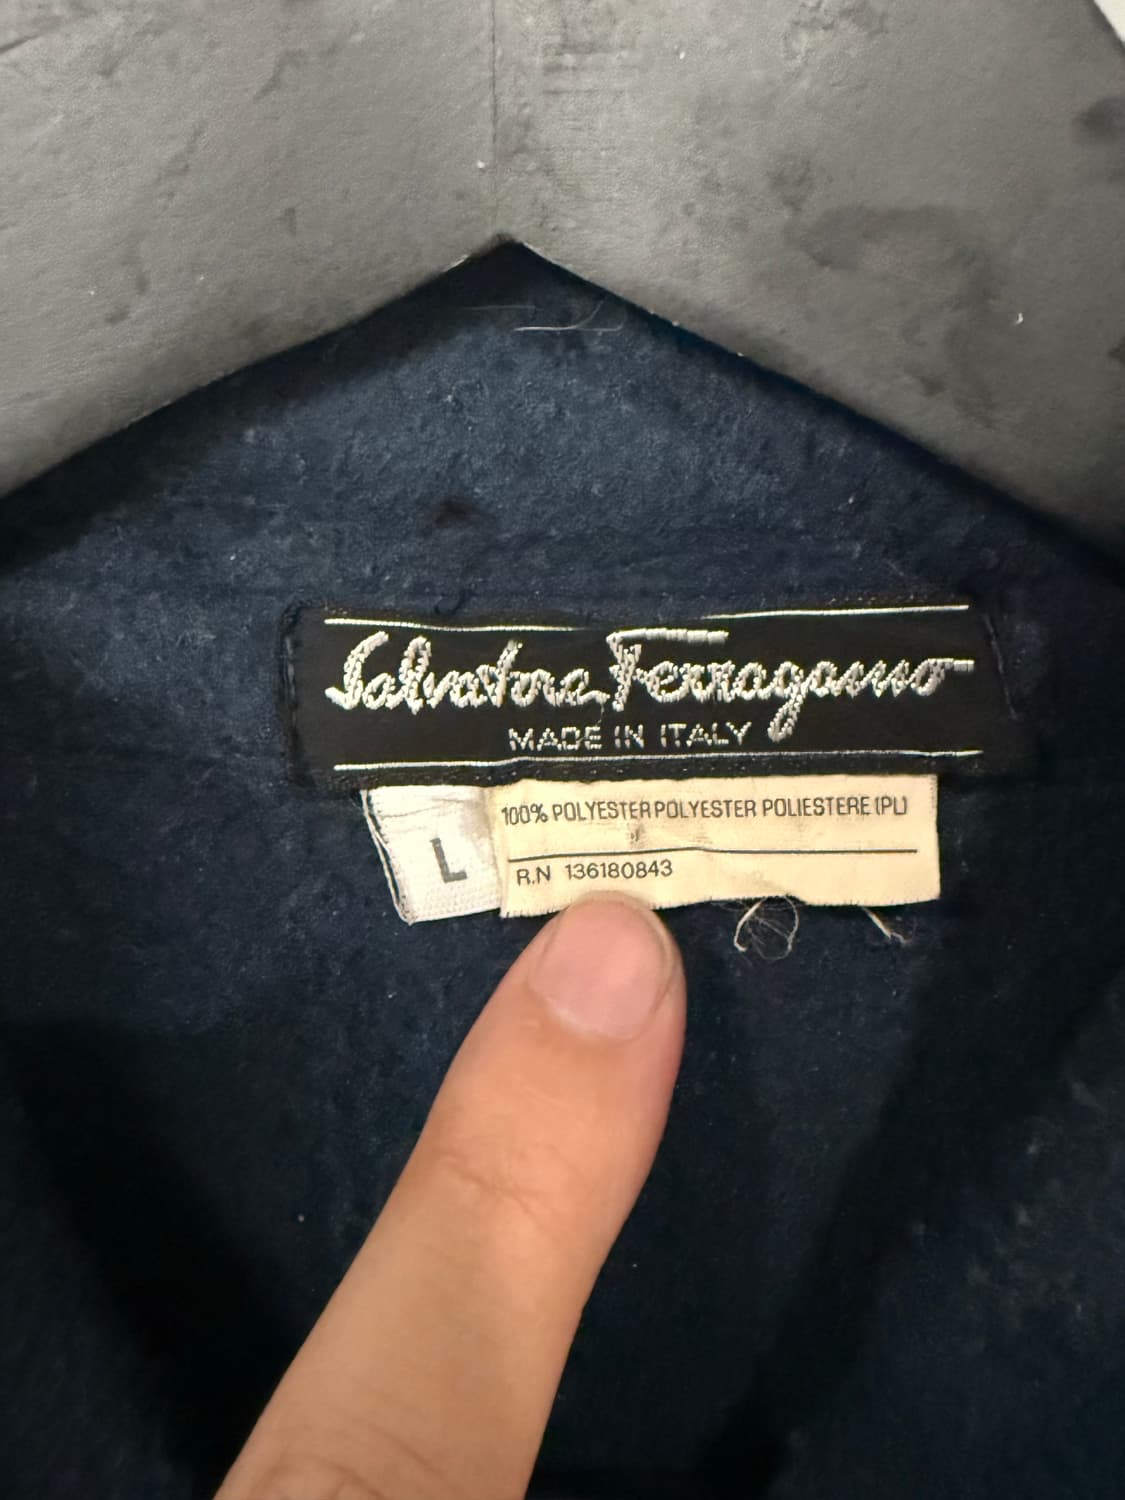 Salvatore Ferragamo
MADE IN ITALY
L
100% POLYESTER POLYESTER POLIESTERE (PL)
R.N 136180843